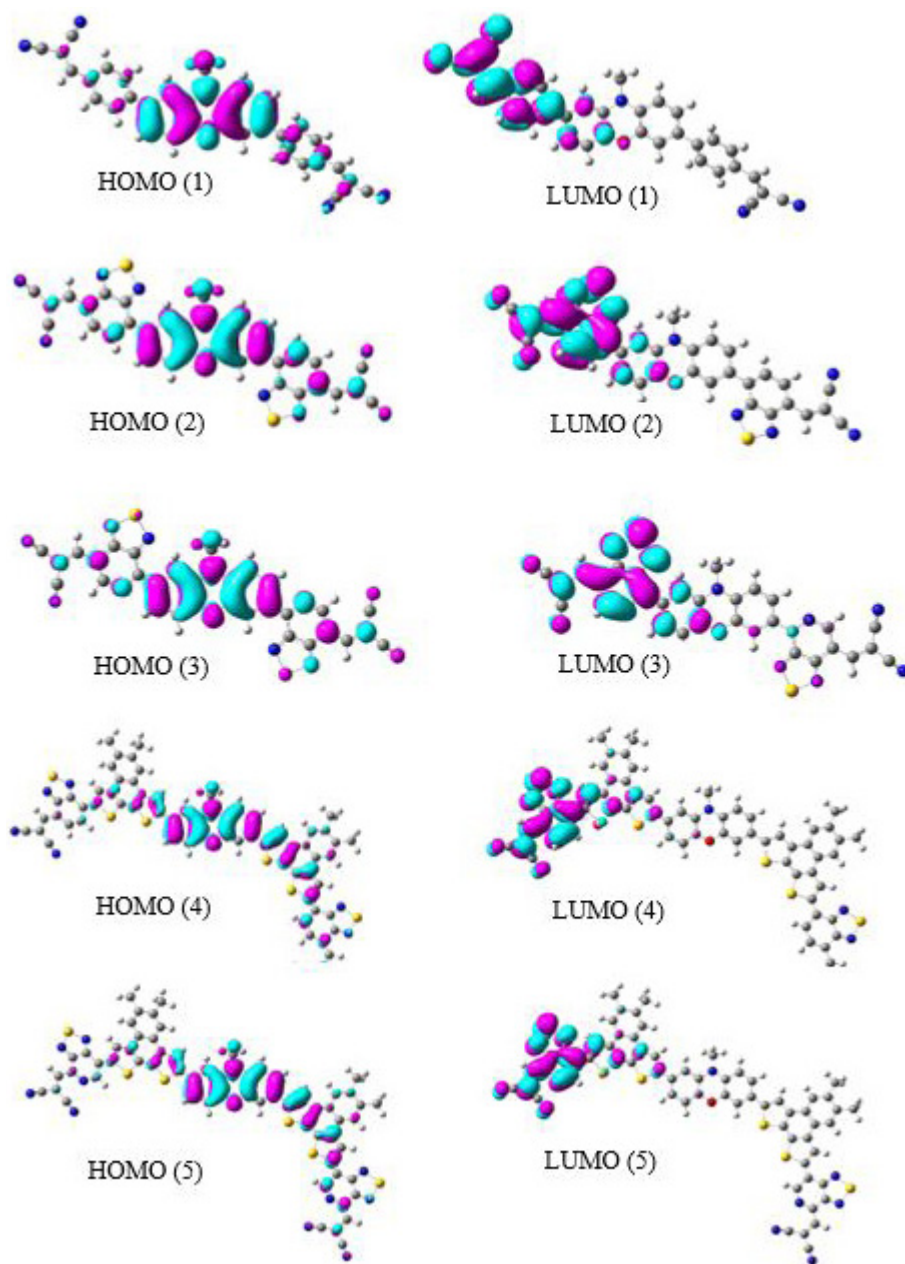 HOMO (1)
LUMO (1)
HOMO (2)
LUMO (2)
HOMO (3)
LUMO (3)
HOMO (4)
LUMO (4)
HOMO (5)
LUMO (5)